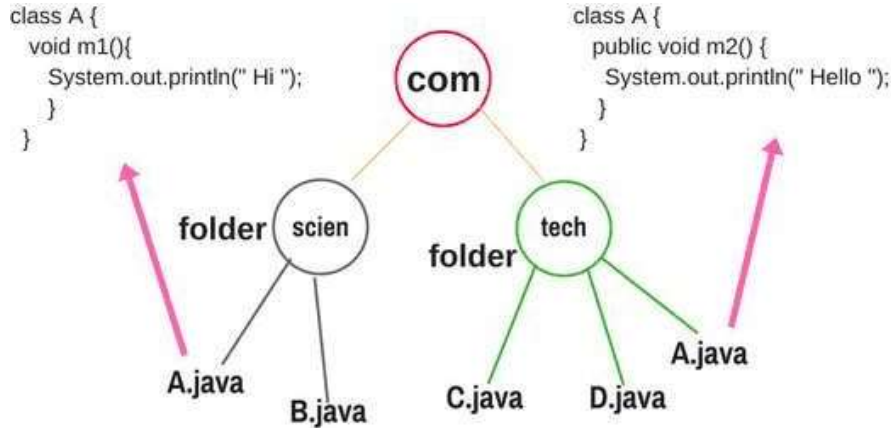 class A {
void m1(){
System.out.println(" Hi ");
}
}
class A {
public void m2() {
System.out.println(" Hello ");
}
}
com
folder
scien
folder
tech
A.java
B.java
C.java
D.java
A.java